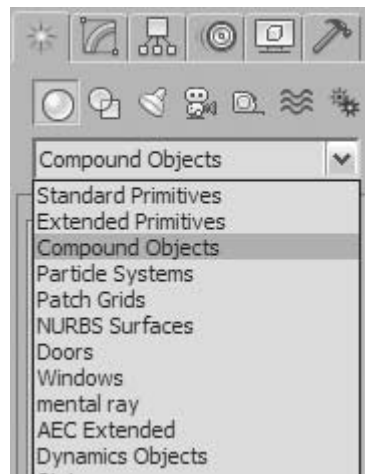 Compound Objects
Standard Primitives
Extended Primitives
Compound Objects
Particle Systems
Patch Grids
NURBS Surfaces
Doors
Windows
mental ray
AEC Extended
Dynamics Objects